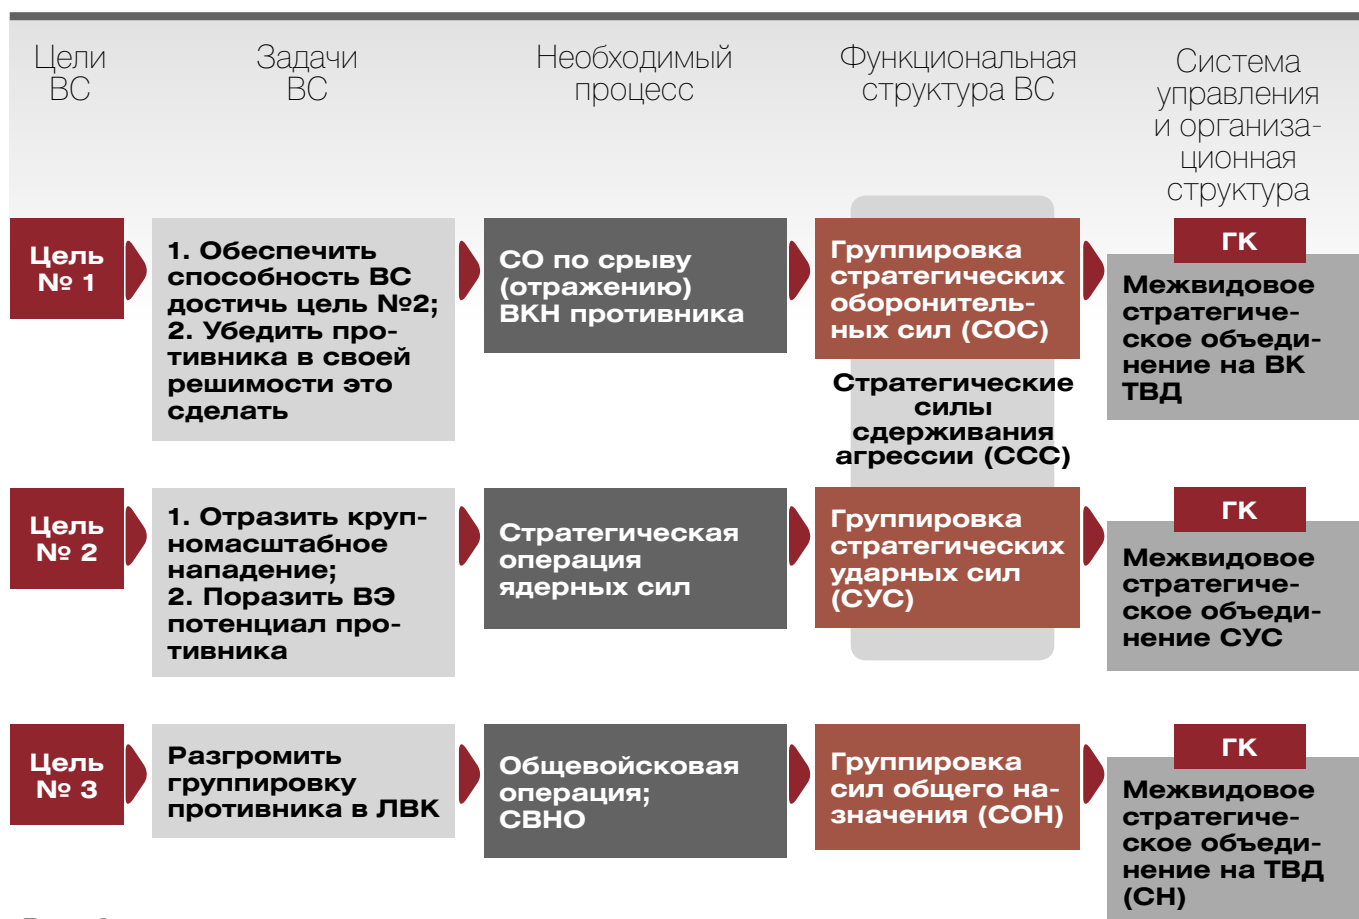 Цели
ВС
Задачи
ВС
Необходимый
процесс
Функциональная
структура ВС
Система
управления
и организа-
ционная
структура
Цель
№ 1
1. Обеспечить
способность ВС
достичь цель №2;
2. Убедить про-
тивника в своей
решимости это
сделать
СО по срыву
(отражению)
ВКН противника
Группировка
стратегических
оборонитель-
ных сил (СОС)
ГК
Межвидовое
стратегиче-
ское объеди-
нение на ВК
ТВД
Стратегические
силы
сдерживания
агрессии (ССС)
Цель
№ 2
1. Отразить круп-
номасштабное
нападение;
2. Поразить ВЭ
потенциал про-
тивника
Стратегическая
операция
ядерных сил
Группировка
стратегических
ударных сил
(СУС)
ГК
Межвидовое
стратегиче-
ское объеди-
нение СУС
Цель
№ 3
Разгромить
группировку
противника в ЛВК
Общевойсковая
операция;
СВНО
Группировка
сил общего на-
значения (СОН)
ГК
Межвидовое
стратегиче-
ское объеди-
нение на ТВД
(СН)